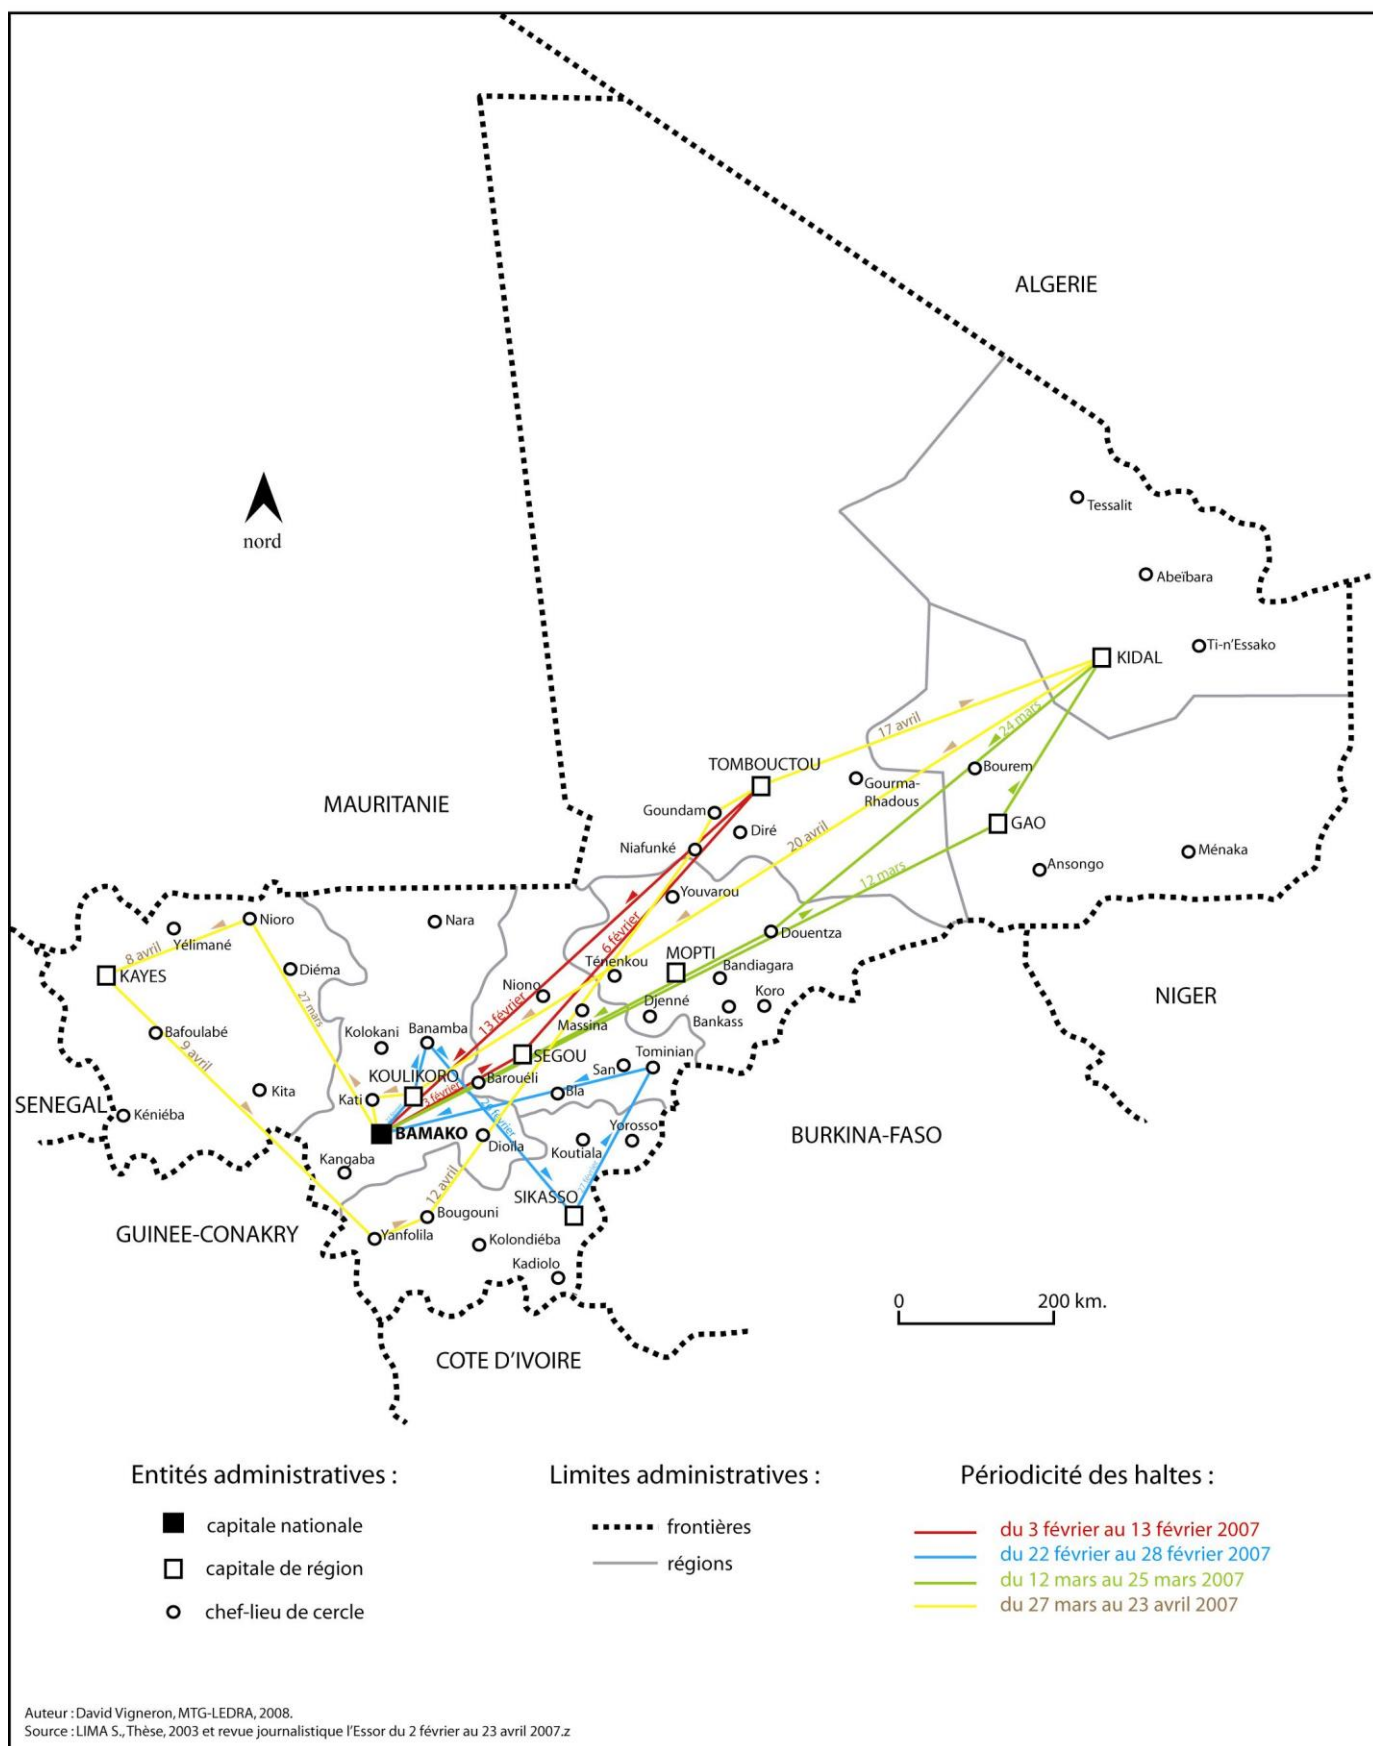 ALGERIE
nord
Tessalit
Abeïbara
Ti-n'Essako
KIDAL
17 avril
24 mars
TOMBOUCTOU
Bourem
Gourma-
Rhadous
MAURITANIE
Goundam
GAO
Diré
20 avril
Niafunké
Ménaka
Ansongo
12 mars
Youvarou
Nioro
Nara
Yélimané
Douentza
6 février
8 avril
MOPTI
Ténenkou
Bandiagara
KAYES
Diéma
Niono
Koro
NIGER
Djenné
27 mars
13 février
Massina
Bankass
Bafoulabé
Kolokani
Banamba
9 avril
SEGOU
Tominian
San
KOULIKORO
Barouéli
Kita
Bla
3 février
Kati
SENEGAL
Kéniéba
BAMAKO
Yorosso
BURKINA-FASO
Dioïla
Koutiala
Kangaba
27 février
12 avril
SIKASSO
Bougouni
GUINEE-CONAKRY
Yanfolila
Kolondiéba
Kadiolo
0 200 km.
COTE D'IVOIRE
Entités administratives :
capitale nationale
capitale de région
chef-lieu de cercle
Limites administratives :
frontières
régions
Périodicité des haltes :
du 3 février au 13 février 2007
du 22 février au 28 février 2007
du 12 mars au 25 mars 2007
du 27 mars au 23 avril 2007
Auteur : David Vigneron, MTG-LEDRA, 2008.
Source : LIMA S., Thèse, 2003 et revue journalistique l'Essor du 2 février au 23 avril 2007.z